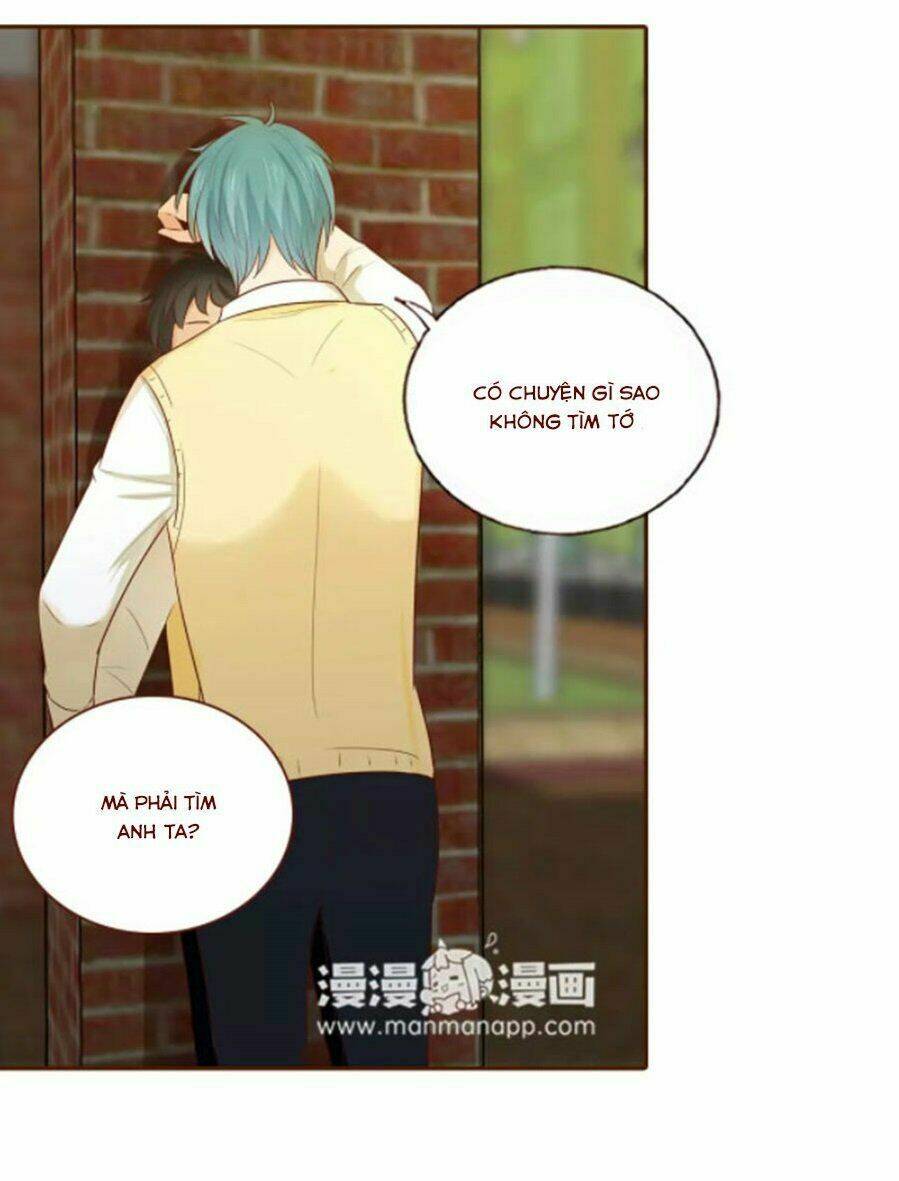 CÓ CHUYỆN GÌ SAO
KHÔNG TÌM TỚ
MÀ PHẢI TÌM
ANH TA?
漫漫漫画
www.manmanapp.com